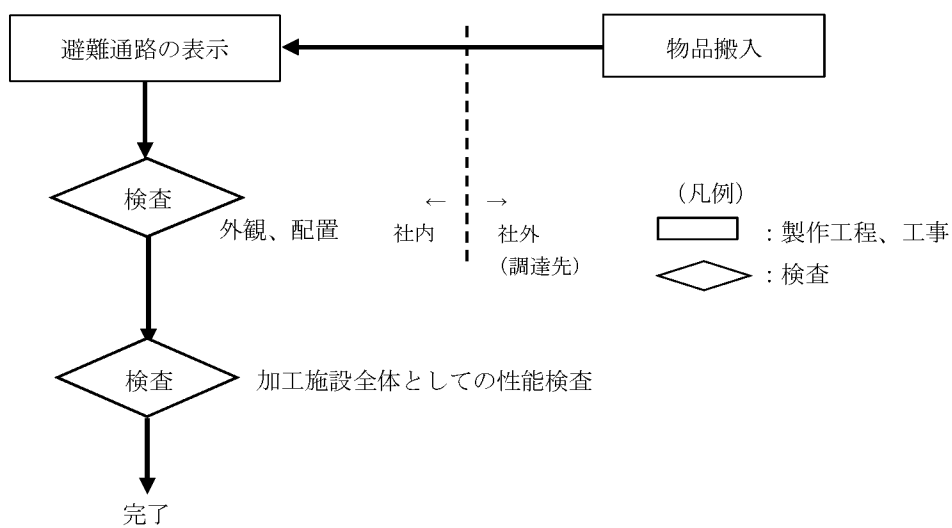 避難通路の表示
物品搬入
検査
外観、配置
←
→
社内
社外
(調達先)
(凡例)
：製作工程、工事
：検査
検査
加工施設全体としての性能検査
完了